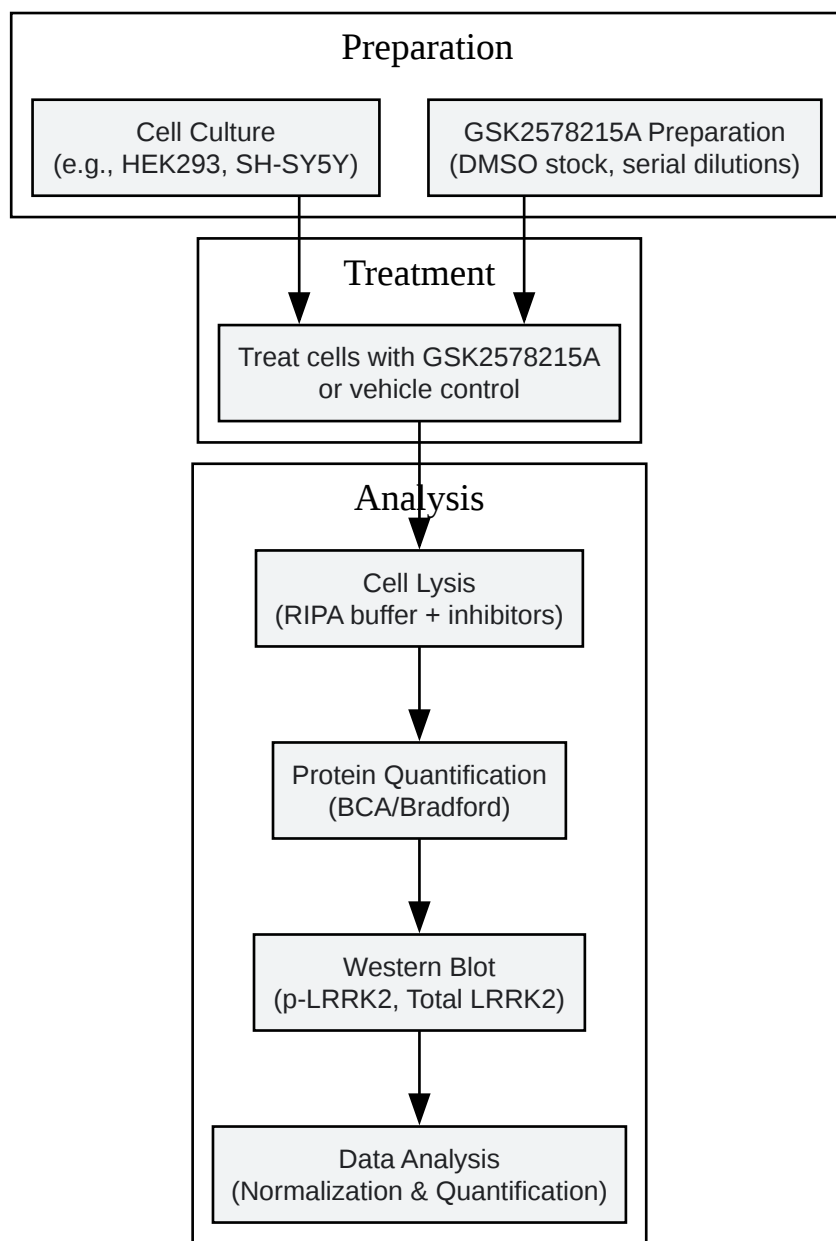 Preparation
Cell Culture
(e.g., HEK293, SH-SY5Y)
GSK2578215A Preparation
(DMSO stock, serial dilutions)
Treatment
Treat cells with GSK2578215A
or vehicle control
Analysis
Cell Lysis
(RIPA buffer + inhibitors)
Protein Quantification
(BCA/Bradford)
Western Blot
(p-LRRK2, Total LRRK2)
Data Analysis
(Normalization & Quantification)